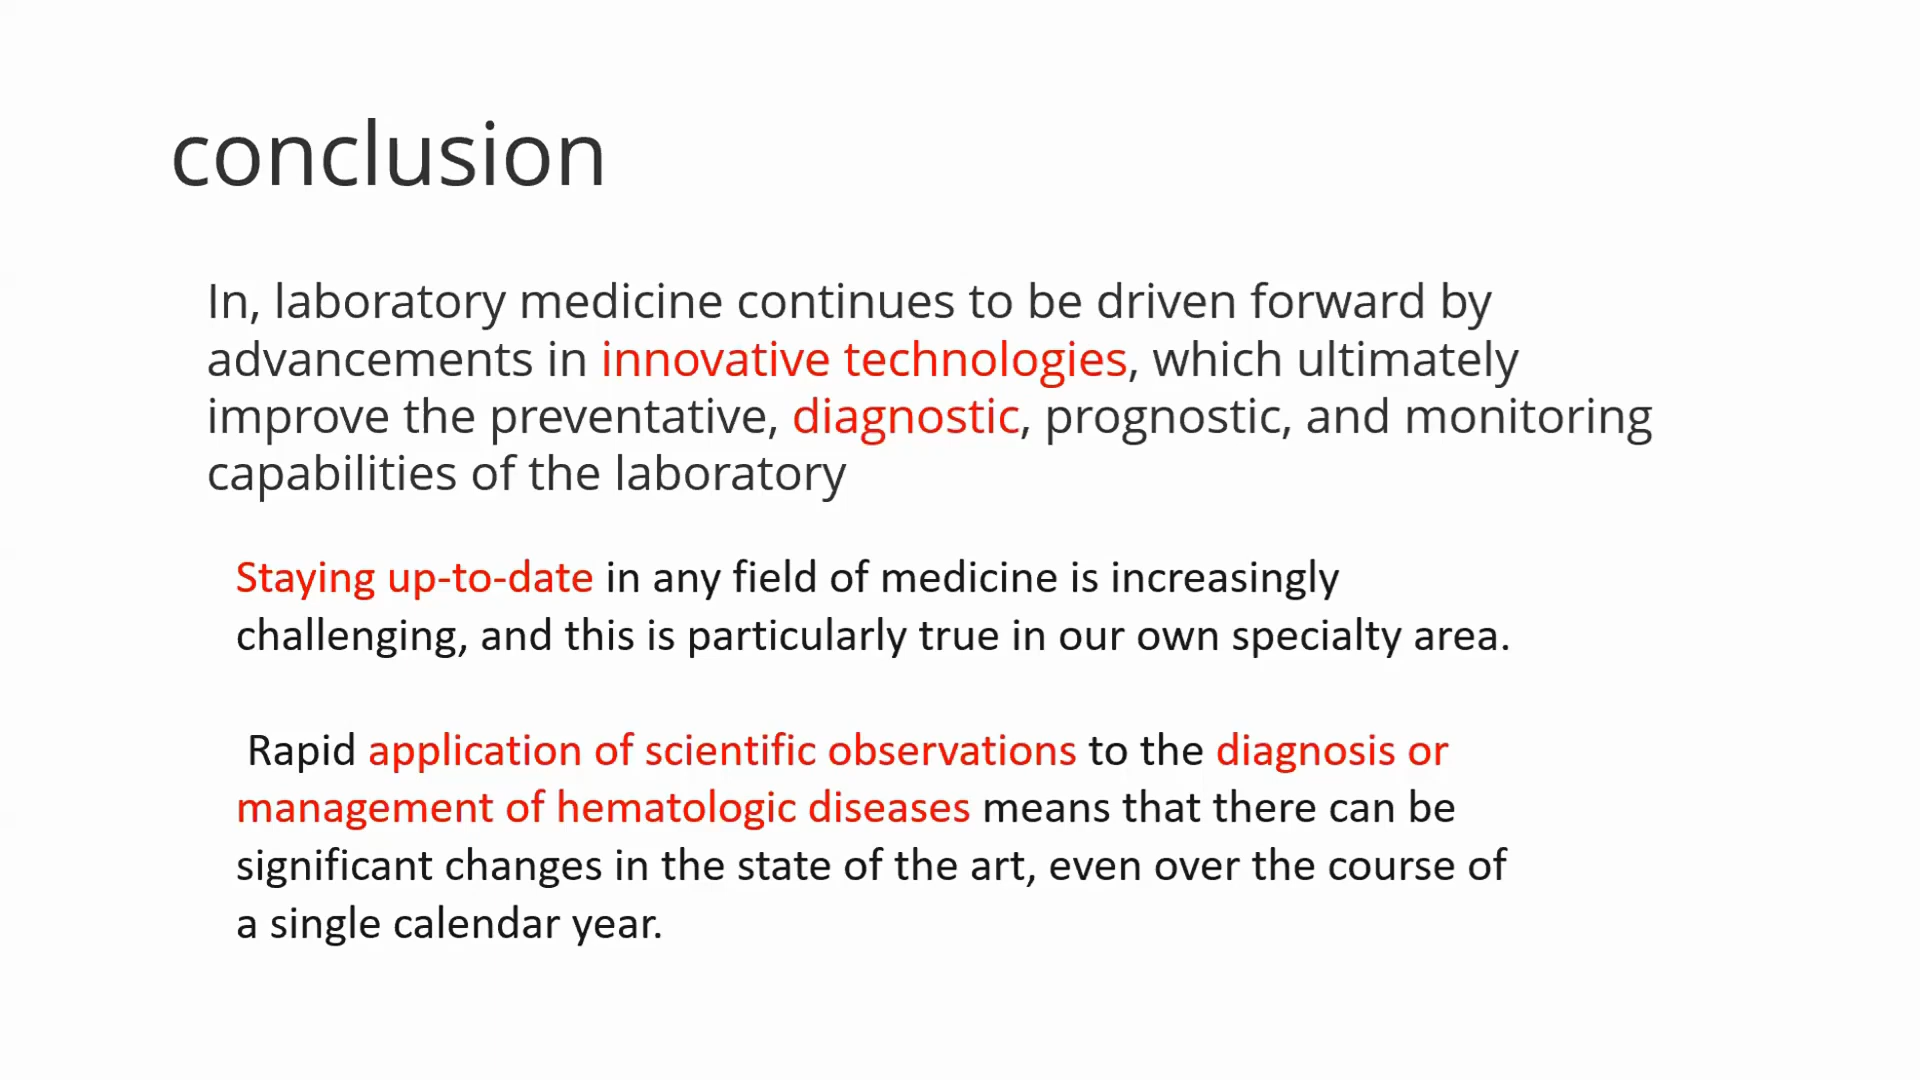 conclusion
In, laboratory medicine continues to be driven forward by
advancements in innovative technologies, which ultimately
improve the preventative, diagnostic, prognostic, and monitoring
capabilities of the laboratory
Staying up-to-date in any field of medicine is increasingly
challenging, and this is particularly true in our own specialty area.
Rapid application of scientific observations to the diagnosis or
management of hematologic diseases means that there can be
significant changes in the state of the art, even over the course of
a single calendar year.